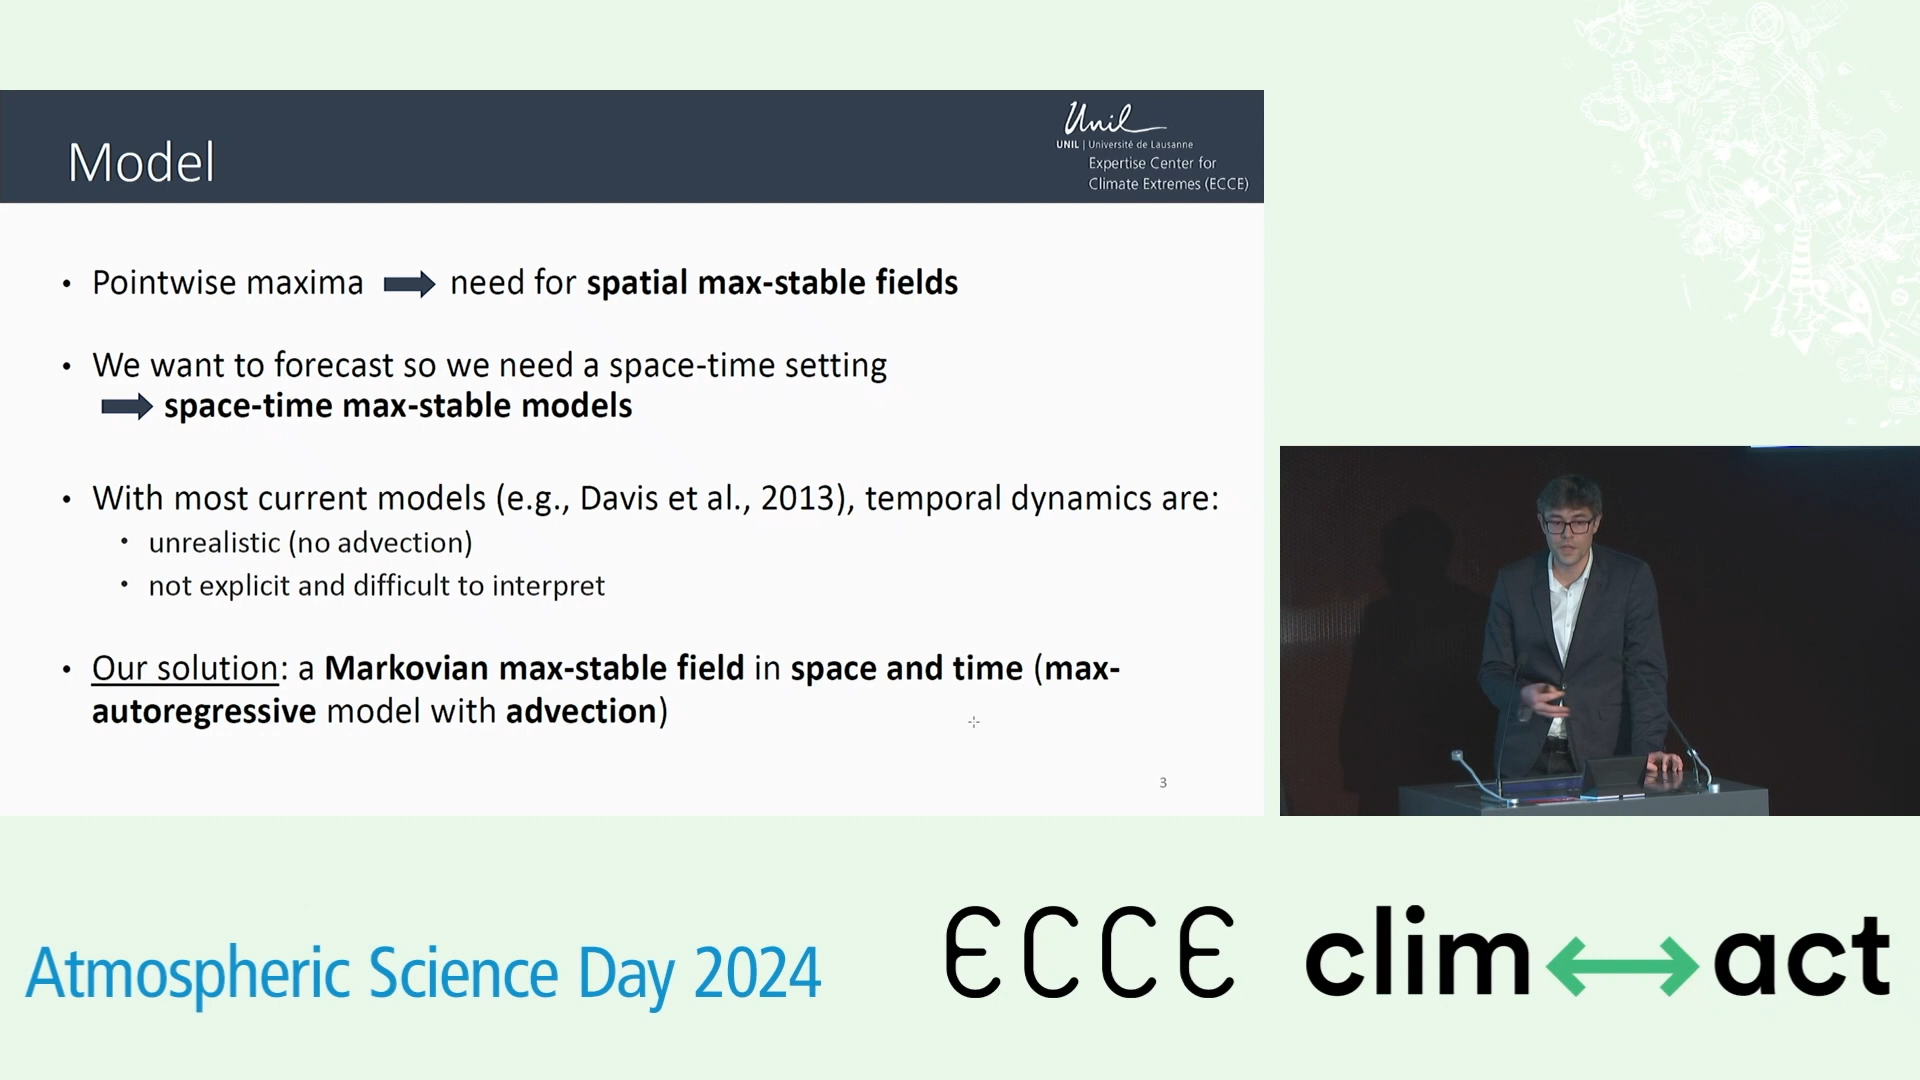 Model
Unil
UNIL | Université de Lausanne
Expertise Center for
Climate Extremes (ECCE)
• Pointwise maxima need for spatial max-stable fields
• We want to forecast so we need a space-time setting
space-time max-stable models
• With most current models (e.g., Davis et al., 2013), temporal dynamics are:
• unrealistic (no advection)
• not explicit and difficult to interpret
• Our solution: a Markovian max-stable field in space and time (max-
autoregressive model with advection)
3
Atmospheric Science Day 2024
ECCE
clim act